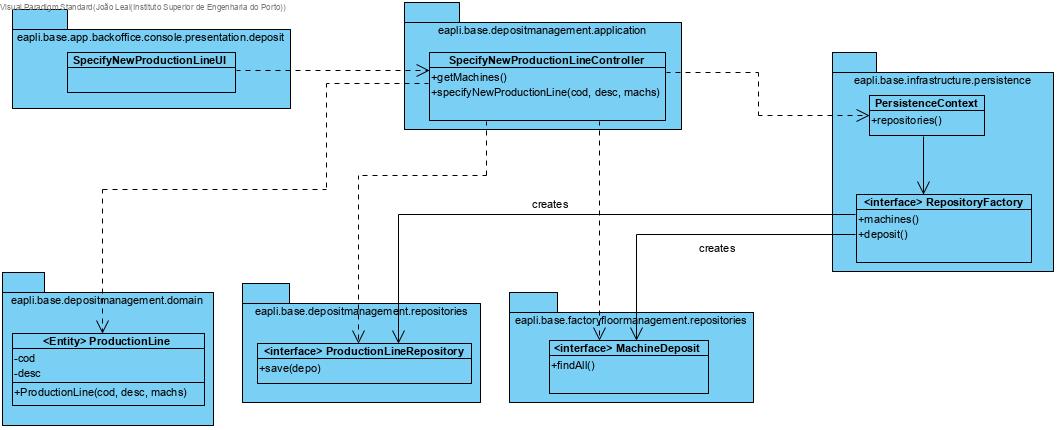 Visual Paradigm Standard(João Leal(Instituto Superior de Engenharia do Porto))
eapli.base.app.backoffice.console.presentation.deposit
SpecifyNewProductionLineUI
eapli.base.depositmanagement.application
SpecifyNewProductionLineController
+getMachines()
+specifyNewProductionLine(cod, desc, machs)
eapli.base.infrastructure.persistence
PersistenceContext
+repositories()
<interface> RepositoryFactory
+machines()
+deposit()
creates
creates
eapli.base.depositmanagement.domain
<Entity> ProductionLine
-cod
-desc
+ProductionLine(cod, desc, machs)
eapli.base.depositmanagement.repositories
<interface> ProductionLineRepository
+save(depo)
eapli.base.factoryfloormanagement.repositories
<interface> MachineDeposit
+findAll()